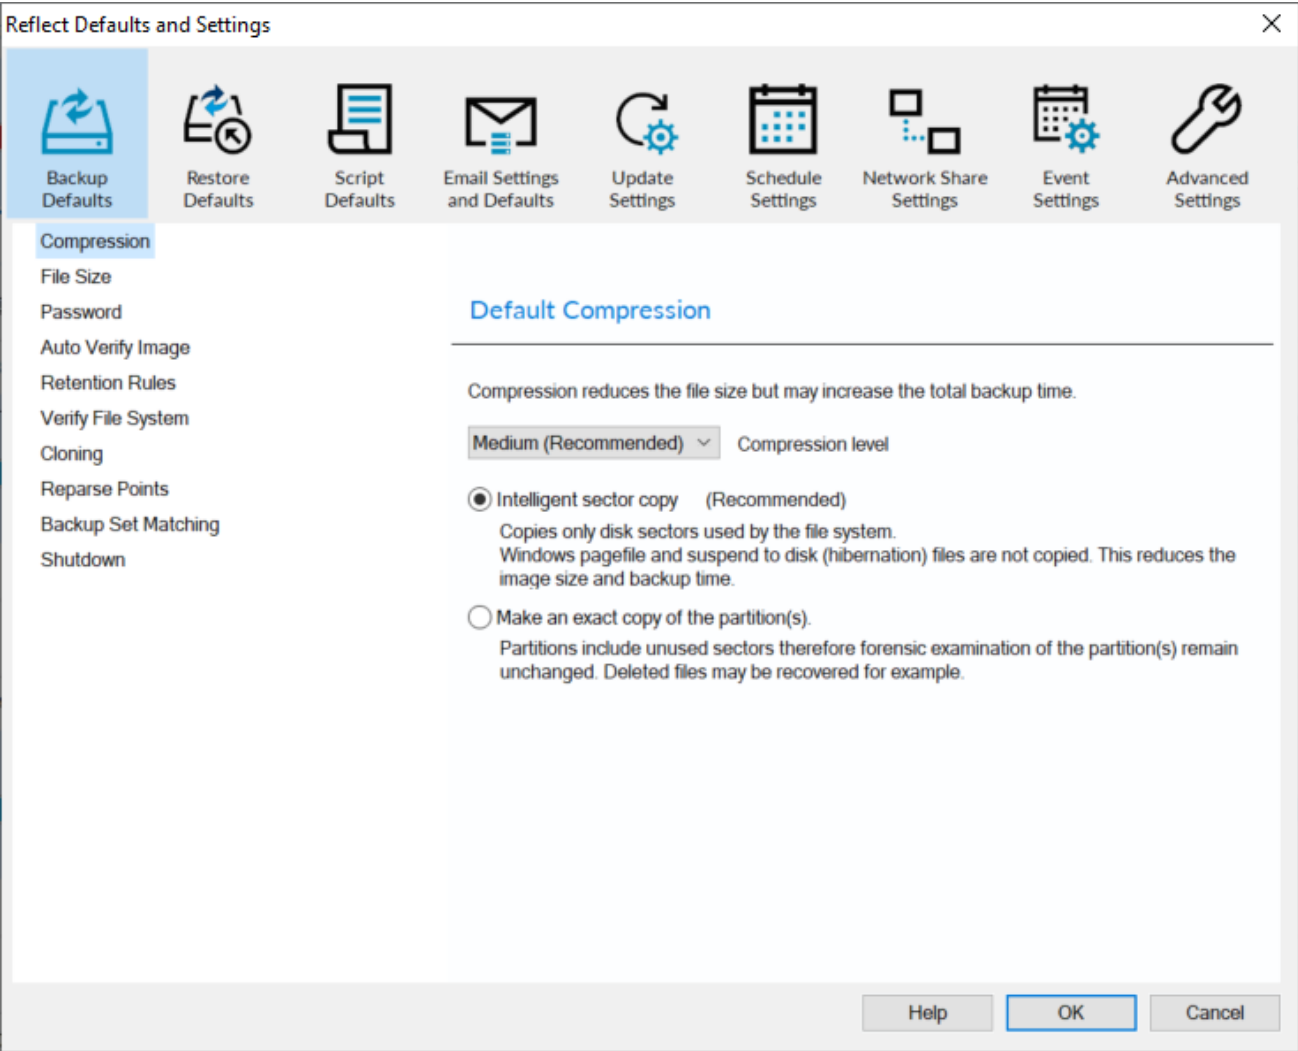 Reflect Defaults and Settings
Backup
Defaults
Restore
Defaults
Script
Defaults
Email Settings
and Defaults
Update
Settings
Schedule
Settings
Network Share
Settings
Event
Settings
Advanced
Settings
Compression
File Size
Password
Auto Verify Image
Retention Rules
Verify File System
Cloning
Reparse Points
Backup Set Matching
Shutdown
Default Compression
Compression reduces the file size but may increase the total backup time.
Medium (Recommended) Compression level
Intelligent sector copy (Recommended)
Copies only disk sectors used by the file system.
Windows pagefile and suspend to disk (hibernation) files are not copied. This reduces the
image size and backup time.
Make an exact copy of the partition(s).
Partitions include unused sectors therefore forensic examination of the partition(s) remain
unchanged. Deleted files may be recovered for example.
Help OK Cancel